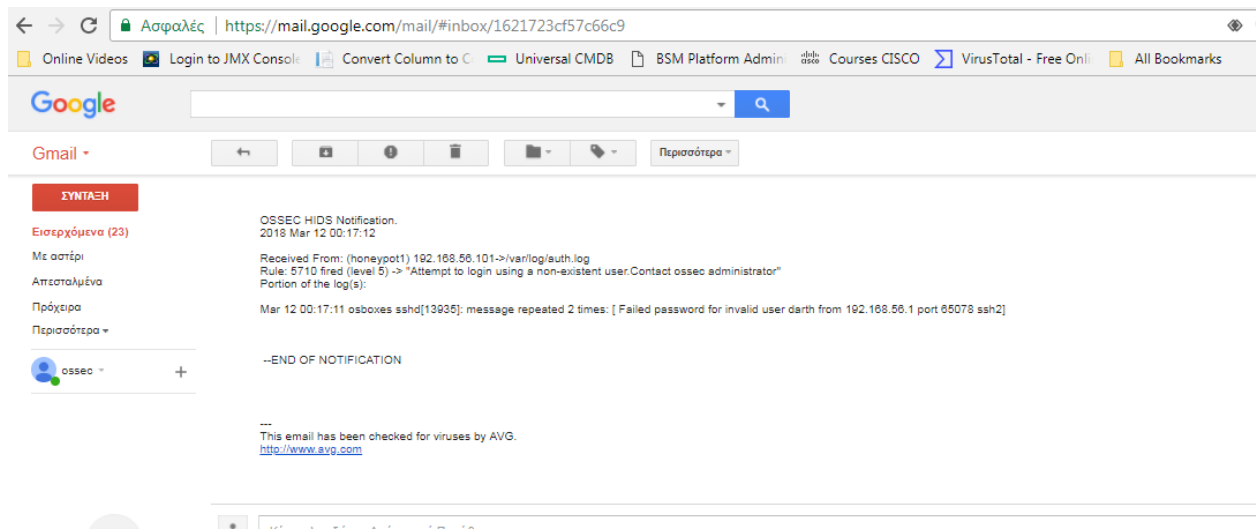 Ασφαλές | https://mail.google.com/mail/#inbox/1621723cf57c66c9
Online Videos Login to JMX Console Convert Column to C Universal CMDB BSM Platform Admini Courses CISCO VirusTotal - Free Onli All Bookmarks
Google
Gmail
Περισσότερα
ΣΥΝΤΑΞΗ
Εισερχόμενα (23)
Με αστέρι
Απεσταλμένα
Πρόχειρα
Περισσότερα
ossec
OSSEC HIDS Notification.
2018 Mar 12 00:17:12
Received From: (honeypot1) 192.168.56.101->/var/log/auth.log
Rule: 5710 fired (level 5) -> "Attempt to login using a non-existent user.Contact ossec administrator"
Portion of the log(s):
Mar 12 00:17:11 osboxes sshd[13935]: message repeated 2 times: [ Failed password for invalid user darth from 192.168.56.1 port 65078 ssh2]
--END OF NOTIFICATION
---
This email has been checked for viruses by AVG.
http://www.avg.com